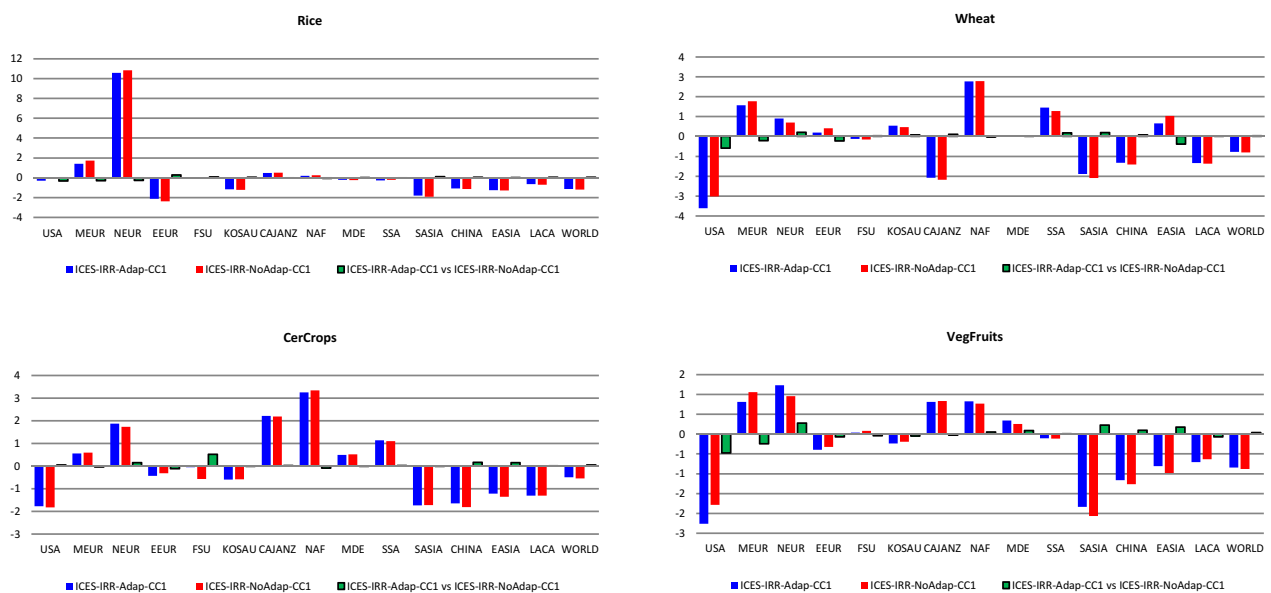 Rice
12
10
8
6
4
2
0
-2
-4
USA MEUR NEUR EEUR FSU KOSAU CAJANZ NAF MDE SSA SASIA CHINA EASIA LACA WORLD
ICES-IRR-Adap-CC1 ICES-IRR-NoAdap-CC1 ICES-IRR-Adap-CC1 vs ICES-IRR-NoAdap-CC1
Wheat
4
3
2
1
0
-1
-2
-3
-4
USA MEUR NEUR EEUR FSU KOSAU CAJANZ NAF MDE SSA SASIA CHINA EASIA LACA WORLD
ICES-IRR-Adap-CC1 ICES-IRR-NoAdap-CC1 ICES-IRR-Adap-CC1 vs ICES-IRR-NoAdap-CC1
CerCrops
4
3
2
1
0
-1
-2
-3
USA MEUR NEUR EEUR FSU KOSAU CAJANZ NAF MDE SSA SASIA CHINA EASIA LACA WORLD
ICES-IRR-Adap-CC1 ICES-IRR-NoAdap-CC1 ICES-IRR-Adap-CC1 vs ICES-IRR-NoAdap-CC1
VegFruits
2
1
1
0
-1
-1
-2
-2
-3
USA MEUR NEUR EEUR FSU KOSAU CAJANZ NAF MDE SSA SASIA CHINA EASIA LACA WORLD
ICES-IRR-Adap-CC1 ICES-IRR-NoAdap-CC1 ICES-IRR-Adap-CC1 vs ICES-IRR-NoAdap-CC1